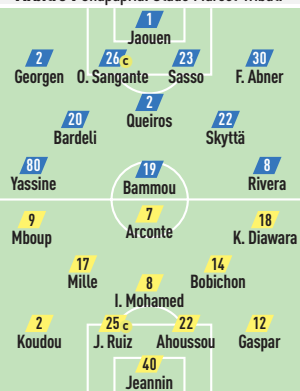 1
Jaouen
2 26 c 23 30
Georgen O. Sangante Sasso F. Abner
2
Queiros
20 22
Bardeli Skyttä
80 19 8
Yassine Bammou Rivera
9 7 18
Mboup Arconte K. Diawara
17 14
Mille Bobichon
8
I. Mohamed
2 25 c 22 12
Koudou J. Ruiz Ahoussou Gaspar
40
Jeannin